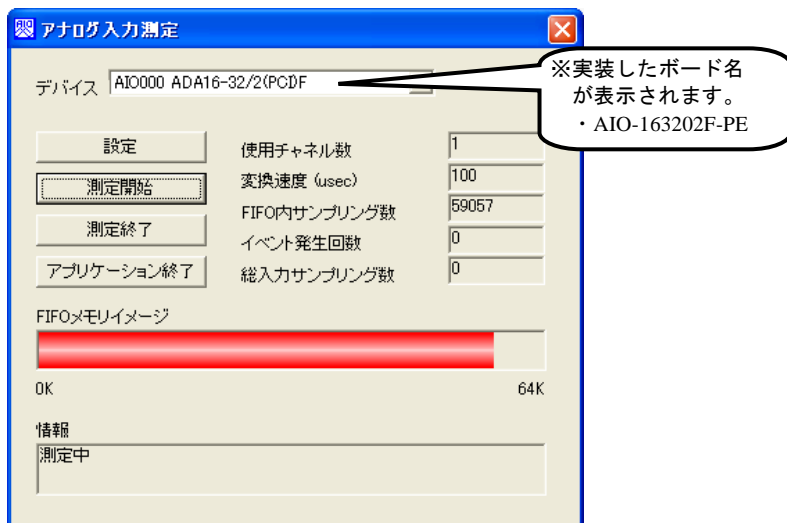 アナログ入力測定
デバイス AIO000 ADA16-32/2(PCI)F
※実装したボード名
が表示されます。
・AIO-163202F-PE
設定
測定開始
測定終了
アプリケーション終了
使用チャネル数 1
変換速度 (usec) 100
FIFO内サンプリング数 59057
イベント発生回数 0
総入力サンプリング数 0
FIFOメモリイメージ
0K 64K
情報
測定中